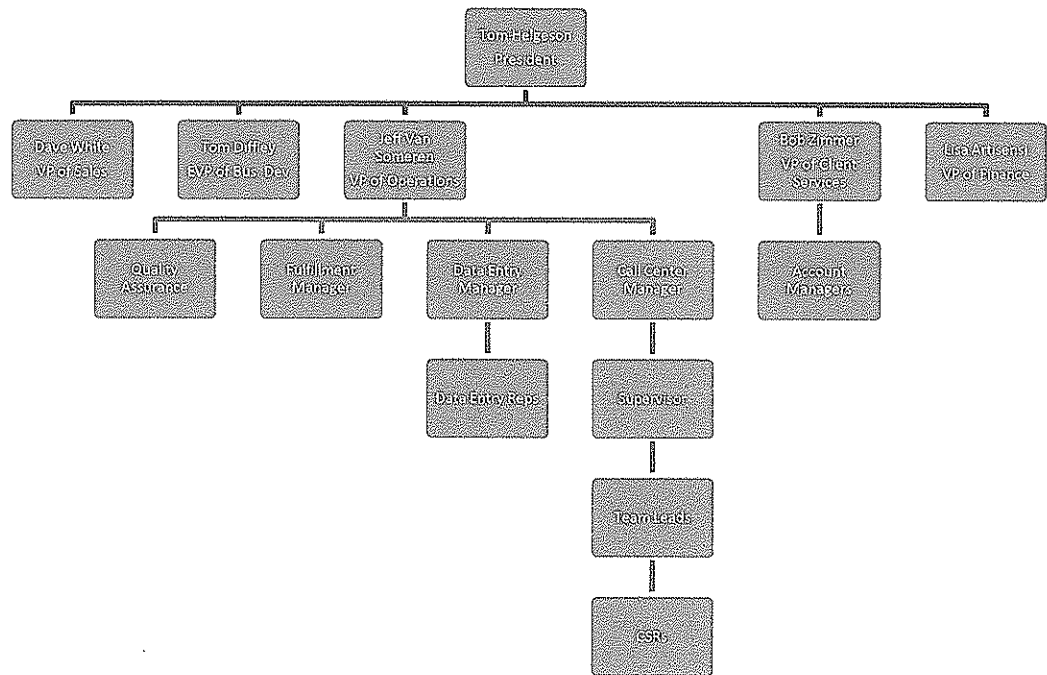 Tom Helgeson
President
Dave White
VP of Sales
Tom Diffley
EVP of Bus. Dev
Jeff Van
Someren
VP of Operations
Bob Zimmer
VP of Client
Services
Lisa Artisensi
VP of Finance
Quality
Assurance
Fulfillment
Manager
Data Entry
Manager
Call Center
Manager
Account
Managers
Data Entry Reps
Supervisor
Team Leads
CSRs